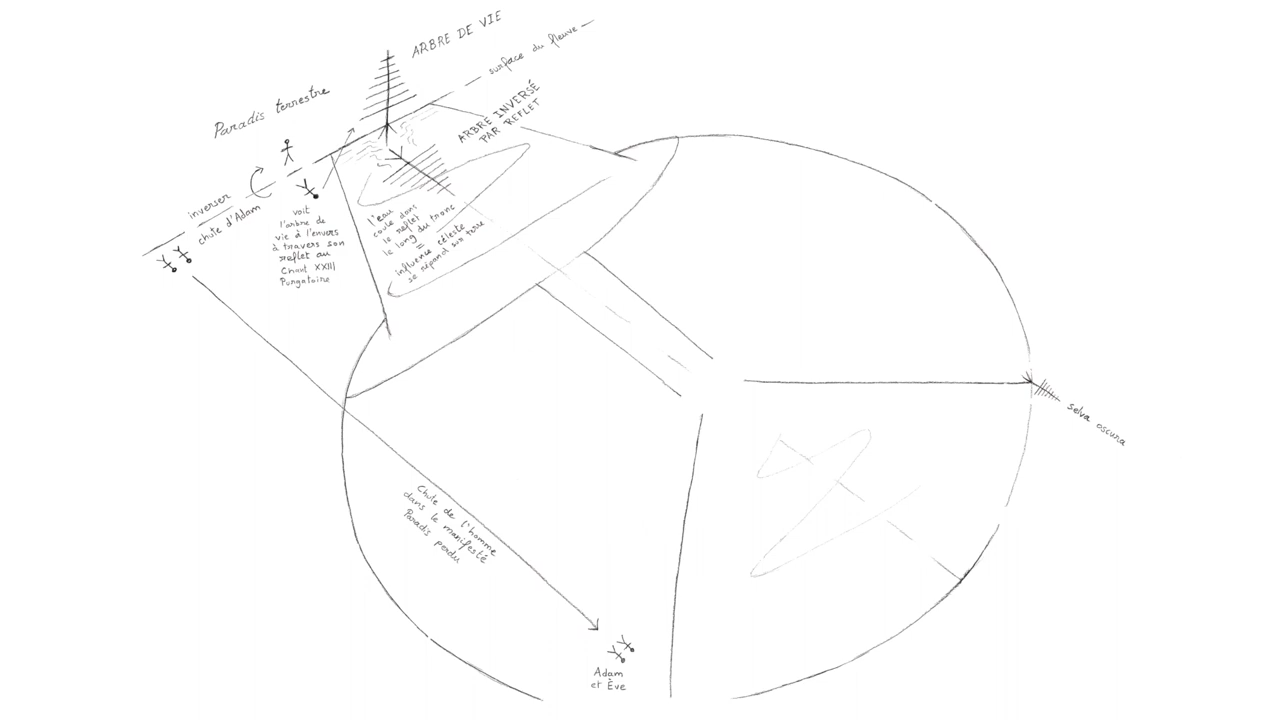 ARBRE DE VIE
surface du fleuve
Paradis terrestre
ARBRE INVERSÉ
PAR REFLET
inverser
chute d'Adam
voit
l'arbre de
vie à l'envers
à travers son
reflet au
Chant XXIII
Purgatoire
l'eau
coule dans
le reflet
le long du tronc
=
influence céleste
se répand sur terre
selva oscura
Chute de l'homme
dans le manifesté
Paradis perdu
Adam
et Ève